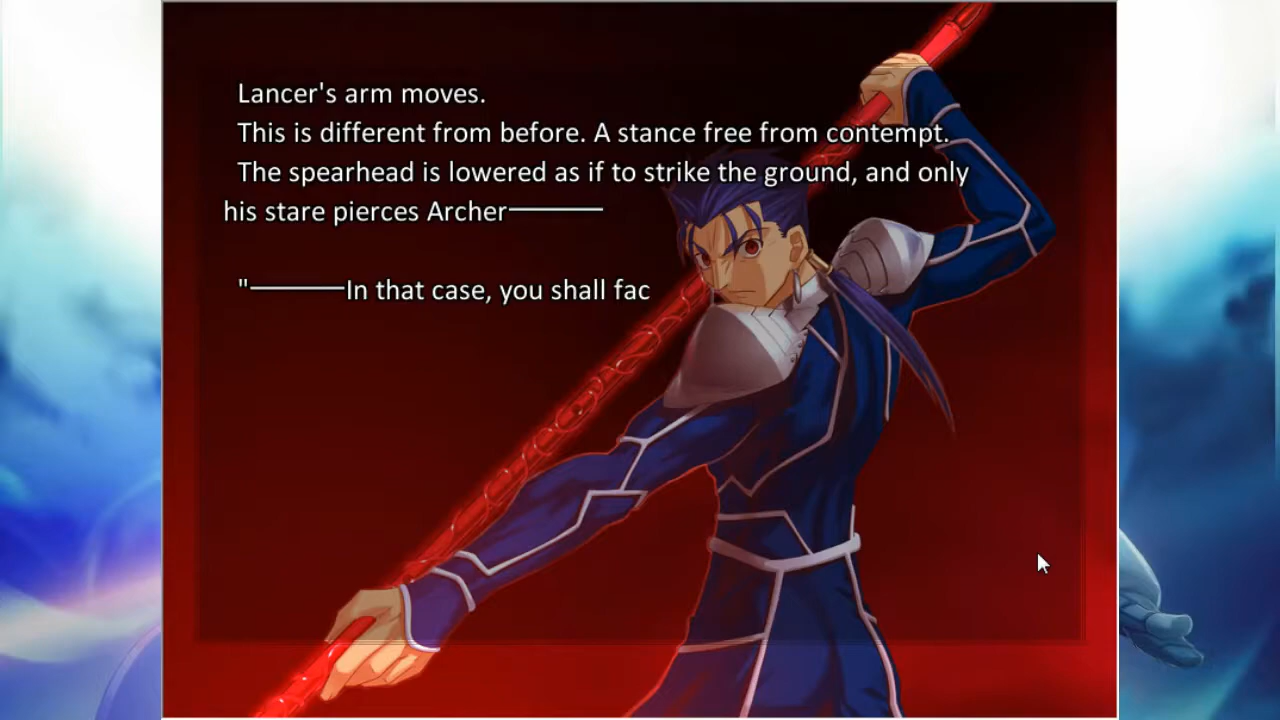 Lancer's arm moves.
This is different from before. A stance free from contempt.
The spearhead is lowered as if to strike the ground, and only
his stare pierces Archer————
"————In that case, you shall fac